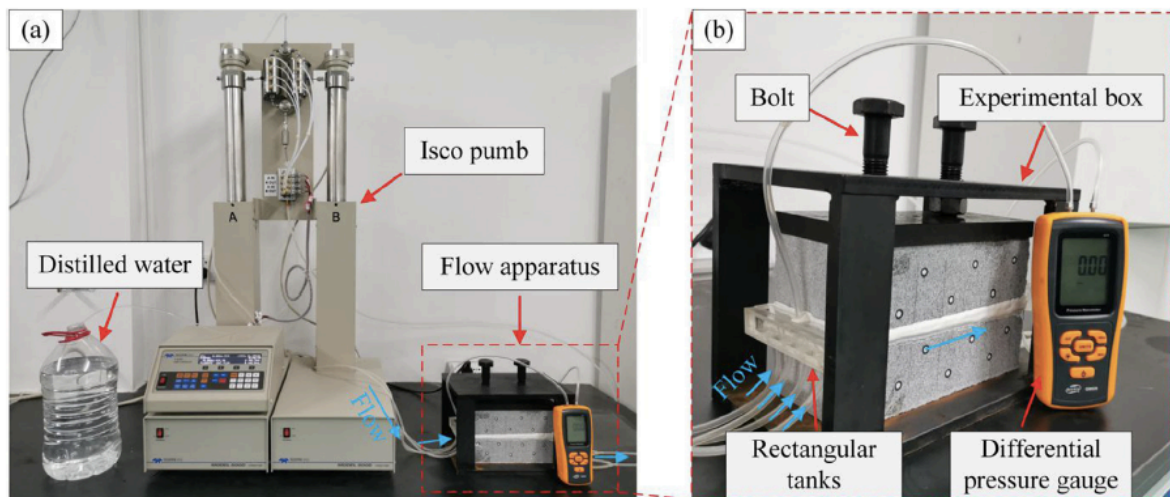 (a)
A
B
Isco pumb
Distilled water
Flow apparatus
Flow
(b)
Bolt
Experimental box
0.00
Flow
Rectangular
tanks
Differential
pressure gauge